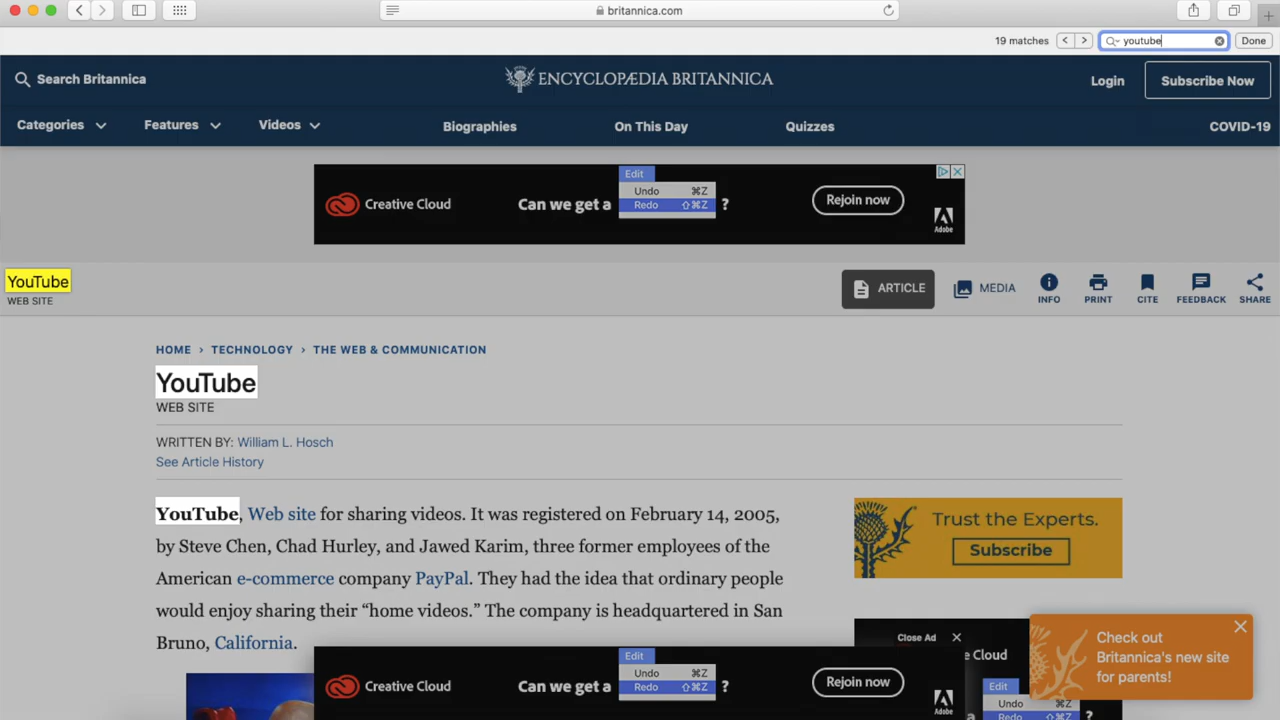 britannica.com
19 matches
youtube
Done
Search Britannica
ENCYCLOPÆDIA BRITANNICA
Login
Subscribe Now
Categories
Features
Videos
Biographies
On This Day
Quizzes
COVID-19
Creative Cloud
Can we get a
Edit
Undo ⌘Z
Redo ⇧⌘Z
?
Rejoin now
Adobe
YouTube
WEB SITE
ARTICLE
MEDIA
INFO
PRINT
CITE
FEEDBACK
SHARE
HOME › TECHNOLOGY › THE WEB & COMMUNICATION
YouTube
WEB SITE
WRITTEN BY: William L. Hosch
See Article History
YouTube, Web site for sharing videos. It was registered on February 14, 2005,
by Steve Chen, Chad Hurley, and Jawed Karim, three former employees of the
American e-commerce company PayPal. They had the idea that ordinary people
would enjoy sharing their “home videos.” The company is headquartered in San
Bruno, California.
Trust the Experts.
Subscribe
Close Ad
e Cloud
Edit
Undo ⌘Z
Redo ⇧⌘Z
?
Check out
Britannica's new site
for parents!
Creative Cloud
Can we get a
Edit
Undo ⌘Z
Redo ⇧⌘Z
?
Rejoin now
Adobe